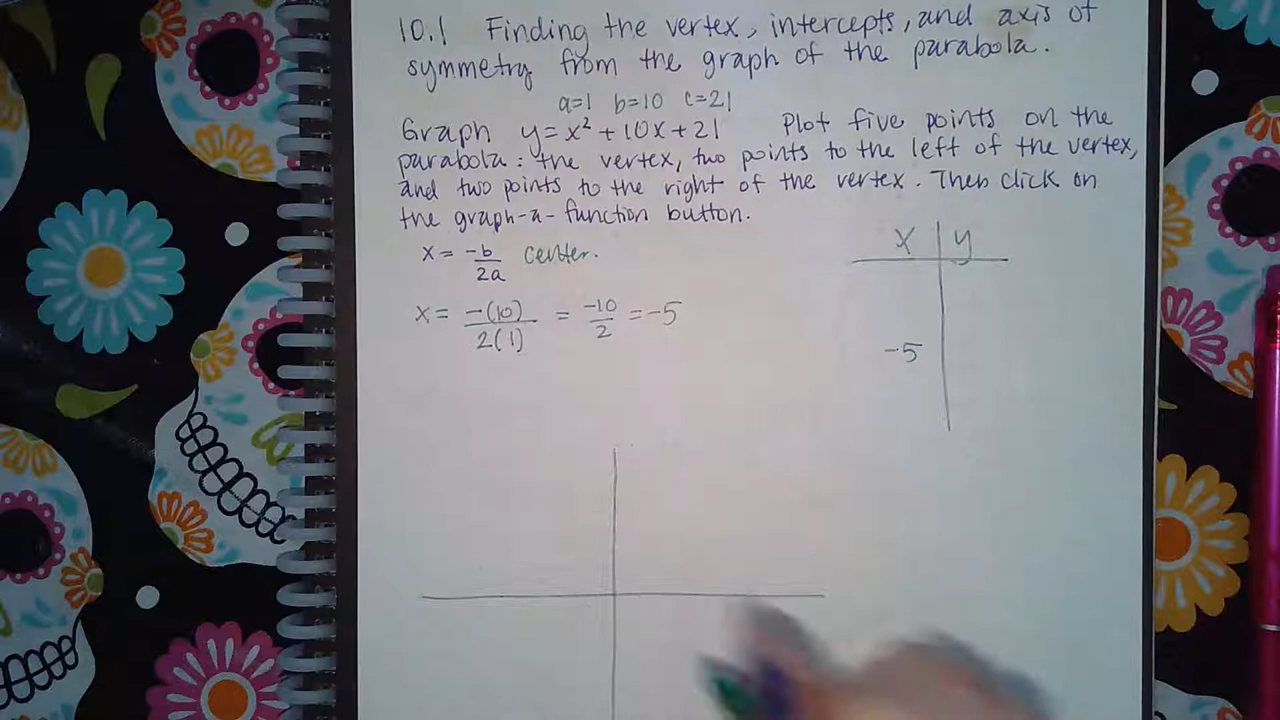 10.1 Finding the vertex, intercepts, and axis of
symmetry from the graph of the parabola.
a=1 b=10 c=21
Graph y=x²+10x+21 Plot five points on the
parabola: the vertex, two points to the left of the vertex,
and two points to the right of the vertex. Then click on
the graph-a-function button.
x = -b/2a center.
x = -(10)/2(1) = -10/2 = -5
x y
-5